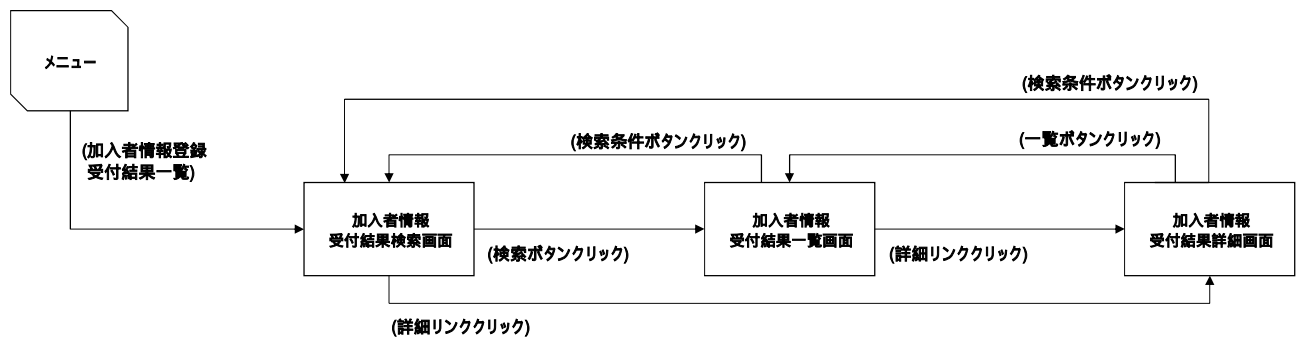 メニュー
(検索条件ボタンクリック)
(加入者情報登録
受付結果一覧)
(検索条件ボタンクリック)
(一覧ボタンクリック)
加入者情報
受付結果検索画面
(検索ボタンクリック)
加入者情報
受付結果一覧画面
(詳細リンククリック)
加入者情報
受付結果詳細画面
(詳細リンククリック)